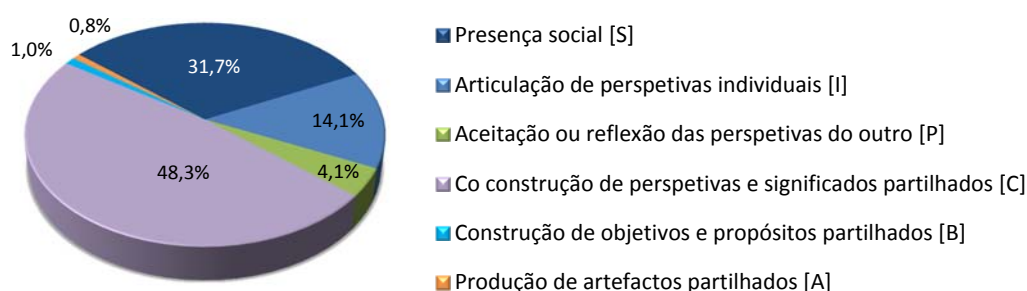 0,8%
1,0%
31,7%
14,1%
4,1%
48,3%
Presença social [S]
Articulação de perspetivas individuais [I]
Aceitação ou reflexão das perspetivas do outro [P]
Co construção de perspetivas e significados partilhados [C]
Construção de objetivos e propósitos partilhados [B]
Produção de artefactos partilhados [A]